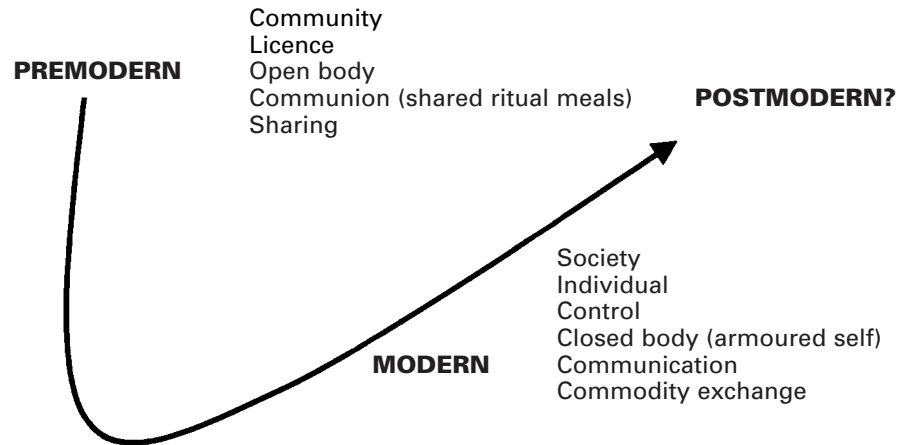 Community
Licence
PREMODERN
Open body
Communion (shared ritual meals)
POSTMODERN?
Sharing
Society
Individual
Control
Closed body (armoured self)
MODERN
Communication
Commodity exchange